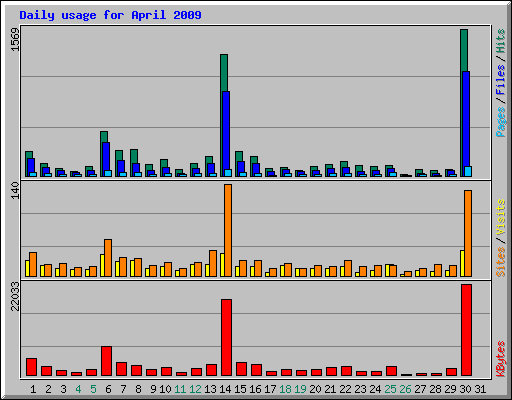 Daily usage for April 2009
1569
Pages / Files / Hits
140
Sites / Visits
22033
KBytes
1 2 3 4 5 6 7 8 9 10 11 12 13 14 15 16 17 18 19 20 21 22 23 24 25 26 27 28 29 30 31